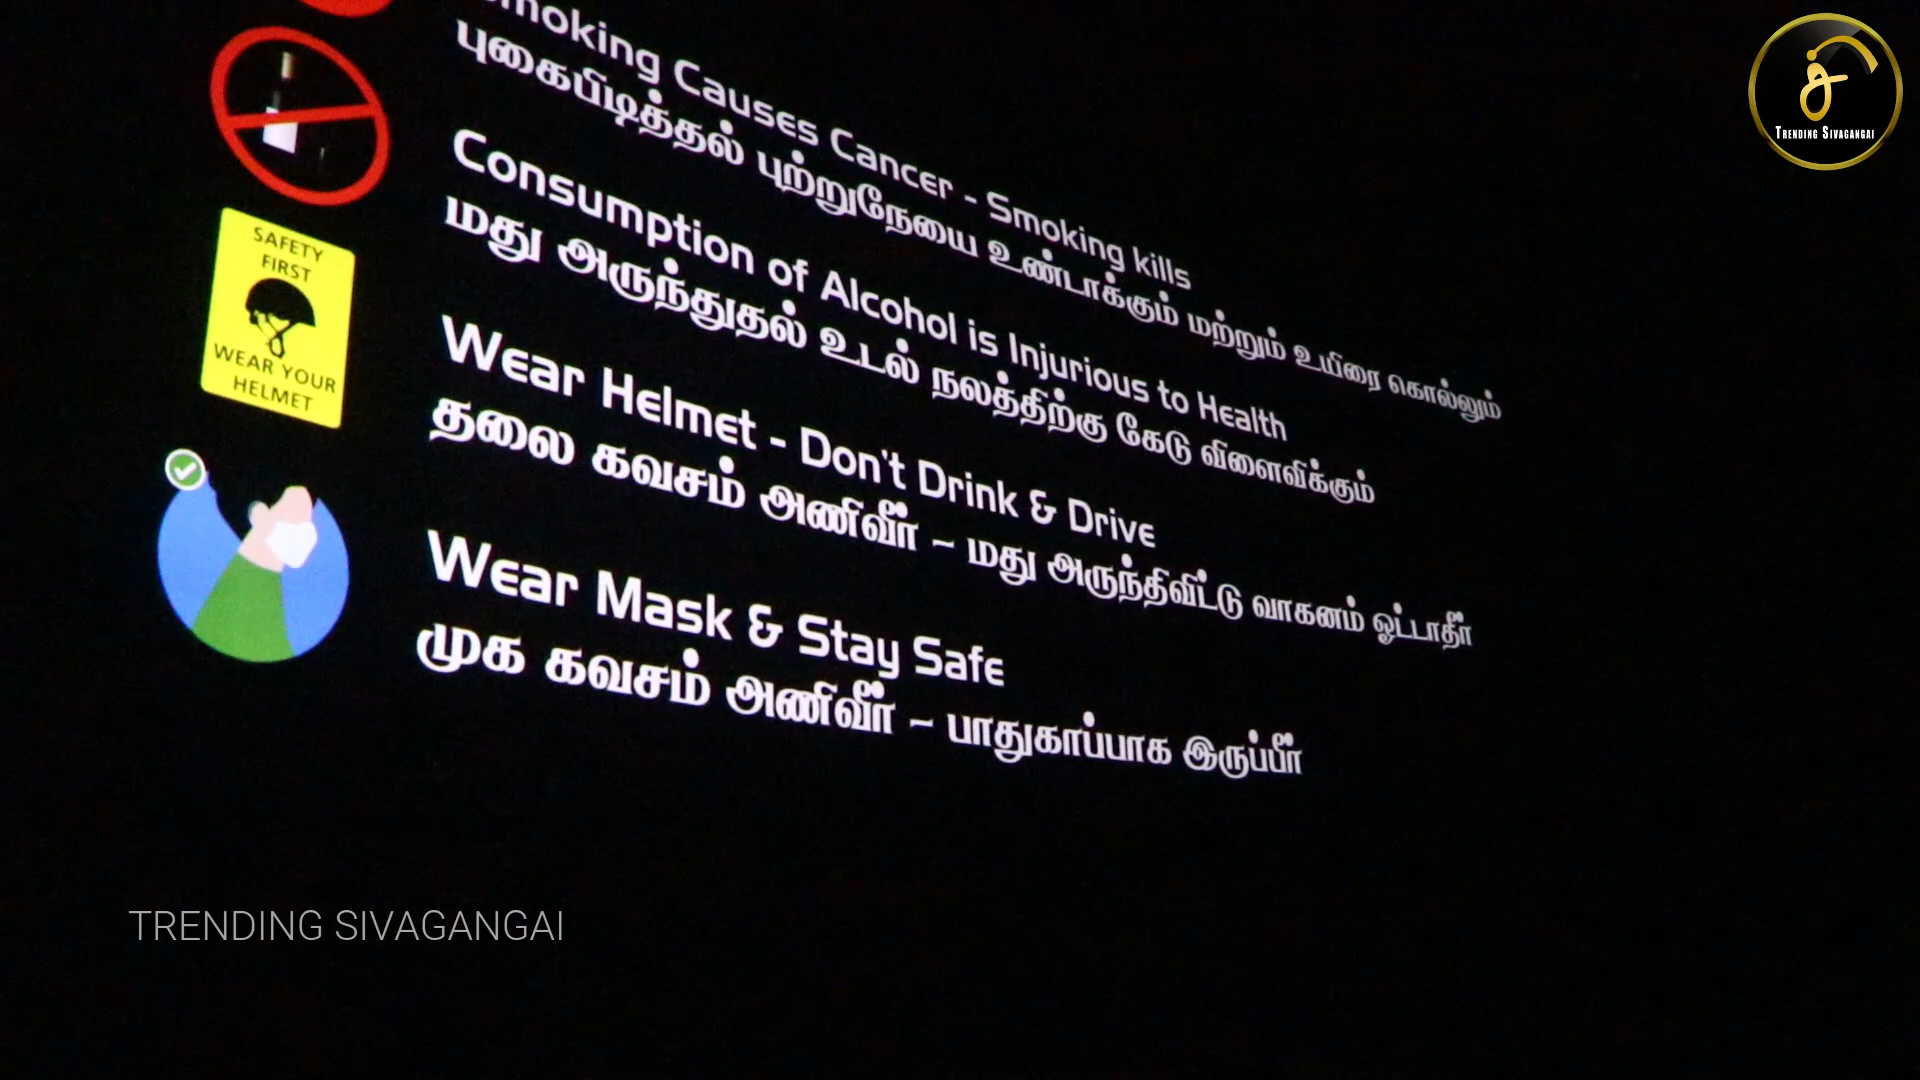 Smoking Causes Cancer - Smoking kills
புகைபிடித்தல் புற்றுநேயை உண்டாக்கும் மற்றும் உயிரை கொல்லும்
Consumption of Alcohol is Injurious to Health
மது அருந்துதல் உடல் நலத்திற்கு கேடு விளைவிக்கும்
SAFETY
FIRST
WEAR YOUR
HELMET
Wear Helmet - Don't Drink & Drive
தலை கவசம் அணிவீர் - மது அருந்திவிட்டு வாகனம் ஓட்டாதீர்
Wear Mask & Stay Safe
முக கவசம் அணிவீர் - பாதுகாப்பாக இருப்பீர்
TRENDING SIVAGANGAI
TRENDING SIVAGANGAI